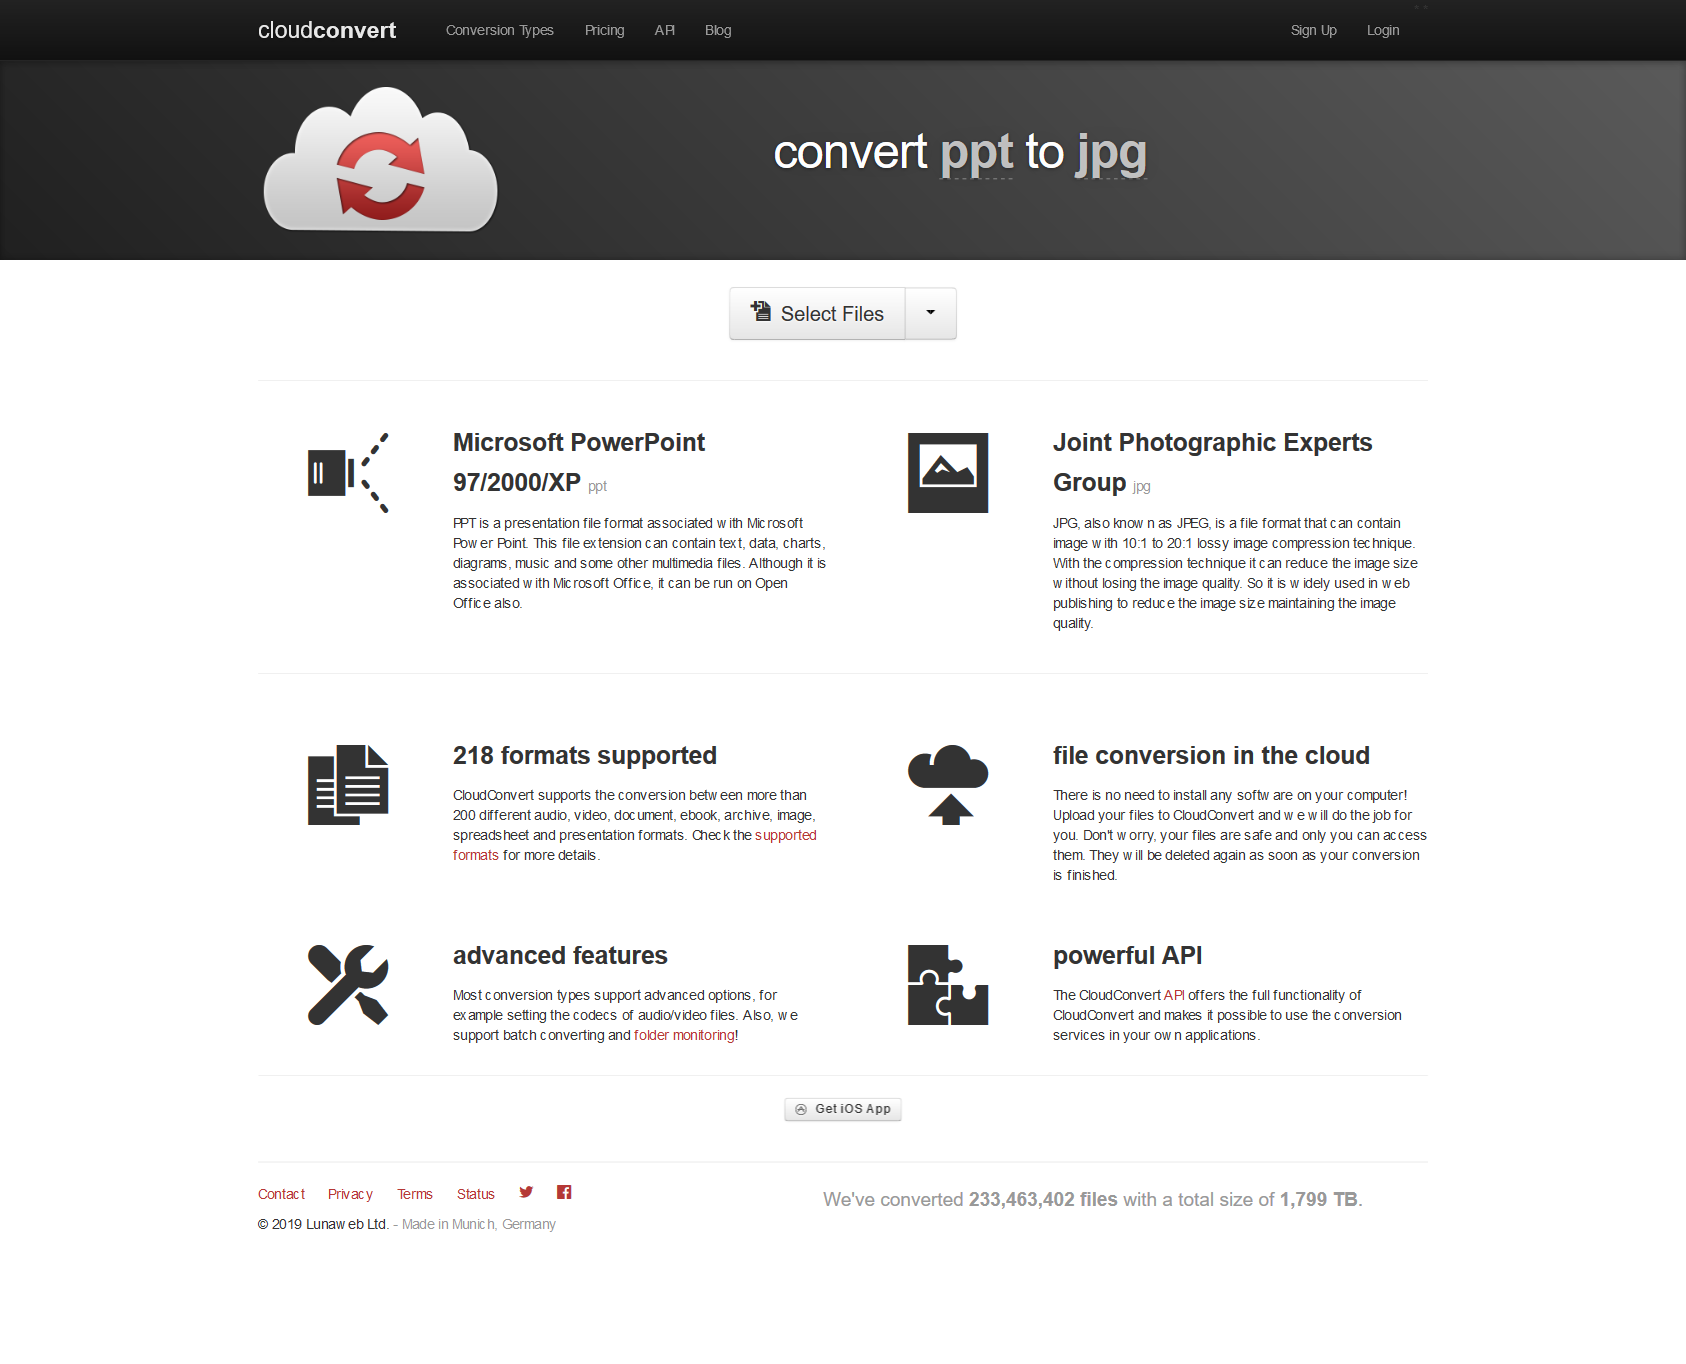 cloudconvert Conversion Types Pricing API Blog Sign Up Login
convert ppt to jpg
Select Files
Microsoft PowerPoint
97/2000/XP ppt
PPT is a presentation file format associated with Microsoft
Power Point. This file extension can contain text, data, charts,
diagrams, music and some other multimedia files. Although it is
associated with Microsoft Office, it can be run on Open
Office also.
Joint Photographic Experts
Group jpg
JPG, also known as JPEG, is a file format that can contain
image with 10:1 to 20:1 lossy image compression technique.
With the compression technique it can reduce the image size
without losing the image quality. So it is widely used in web
publishing to reduce the image size maintaining the image
quality.
218 formats supported
CloudConvert supports the conversion between more than
200 different audio, video, document, ebook, archive, image,
spreadsheet and presentation formats. Check the supported
formats for more details.
file conversion in the cloud
There is no need to install any software on your computer!
Upload your files to CloudConvert and we will do the job for
you. Don't worry, your files are safe and only you can access
them. They will be deleted again as soon as your conversion
is finished.
advanced features
Most conversion types support advanced options, for
example setting the codecs of audio/video files. Also, we
support batch converting and folder monitoring!
powerful API
The CloudConvert API offers the full functionality of
CloudConvert and makes it possible to use the conversion
services in your own applications.
Get iOS App
Contact Privacy Terms Status
© 2019 Lunaweb Ltd. - Made in Munich, Germany
We've converted 233,463,402 files with a total size of 1,799 TB.